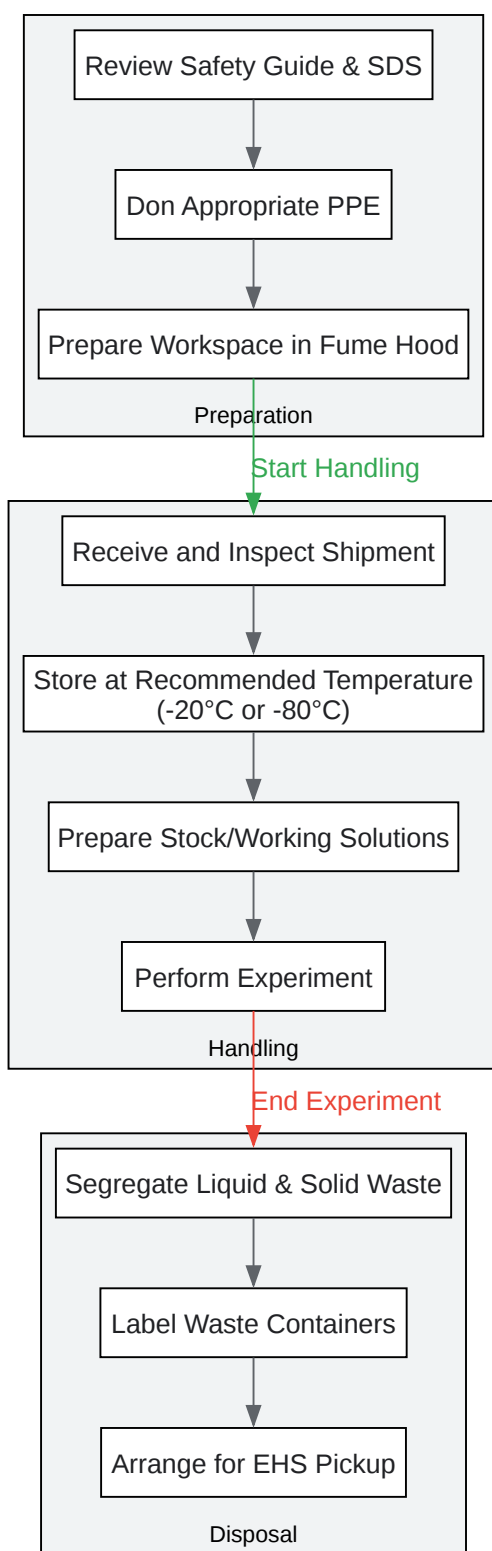 Review Safety Guide & SDS
Don Appropriate PPE
Prepare Workspace in Fume Hood
Preparation
Start Handling
Receive and Inspect Shipment
Store at Recommended Temperature
(-20°C or -80°C)
Prepare Stock/Working Solutions
Perform Experiment
Handling
End Experiment
Segregate Liquid & Solid Waste
Label Waste Containers
Arrange for EHS Pickup
Disposal